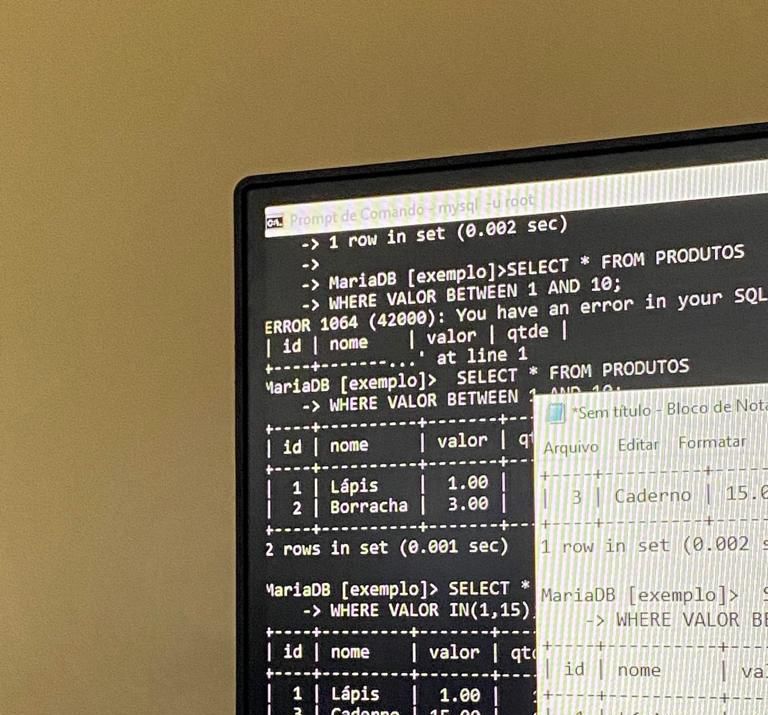 Prompt de Comando - mysql -u root
-> 1 row in set (0.002 sec)
->
-> MariaDB [exemplo]>SELECT * FROM PRODUTOS
-> WHERE VALOR BETWEEN 1 AND 10;
ERROR 1064 (42000): You have an error in your SQL
| id | nome | valor | qtde |
+----+-------...' at line 1
MariaDB [exemplo]> SELECT * FROM PRODUTOS
-> WHERE VALOR BETWEEN 1 AND 10;
+----+----------+-------+--
| id | nome | valor | qt
+----+----------+-------+--
| 1 | Lápis | 1.00 |
| 2 | Borracha | 3.00 |
+----+----------+-------+--
2 rows in set (0.001 sec)
MariaDB [exemplo]> SELECT *
-> WHERE VALOR IN(1,15)
+----+---------+-------+---
| id | nome | valor | qtd
+----+---------+-------+---
| 1 | Lápis | 1.00 |
| 3 | Caderno | 15.00 |
*Sem título - Bloco de Nota
Arquivo Editar Formatar
+----+---------+---
| 3 | Caderno | 15.0
+----+---------+---
1 row in set (0.002 s
MariaDB [exemplo]> S
-> WHERE VALOR BE
+----+----------+---
| id | nome | va
+----+----------+---